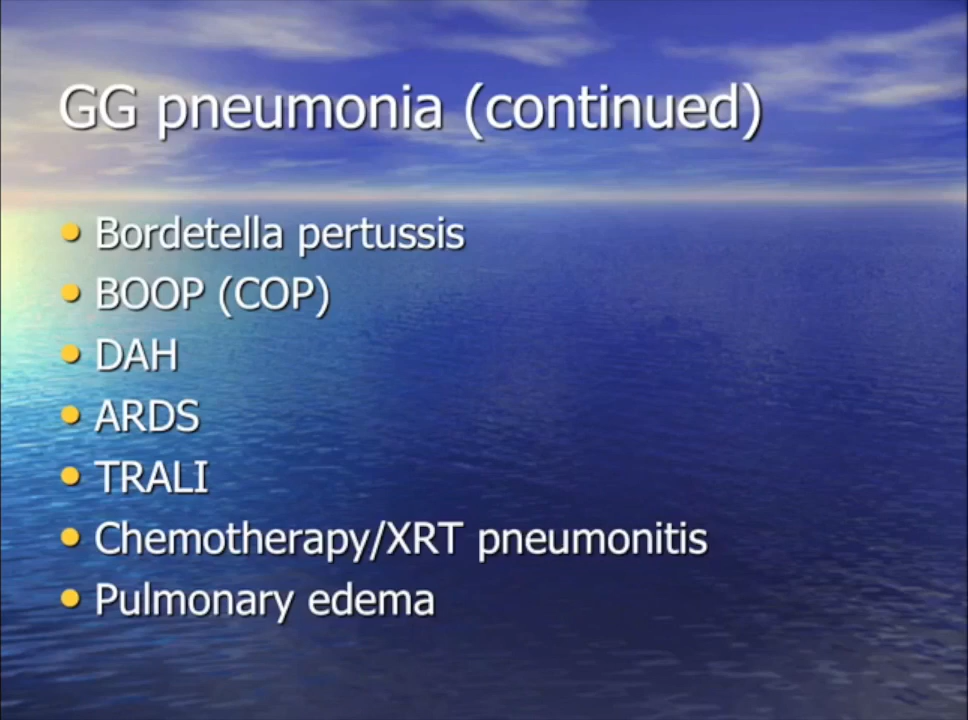 GG pneumonia (continued)
• Bordetella pertussis
• BOOP (COP)
• DAH
• ARDS
• TRALI
• Chemotherapy/XRT pneumonitis
• Pulmonary edema